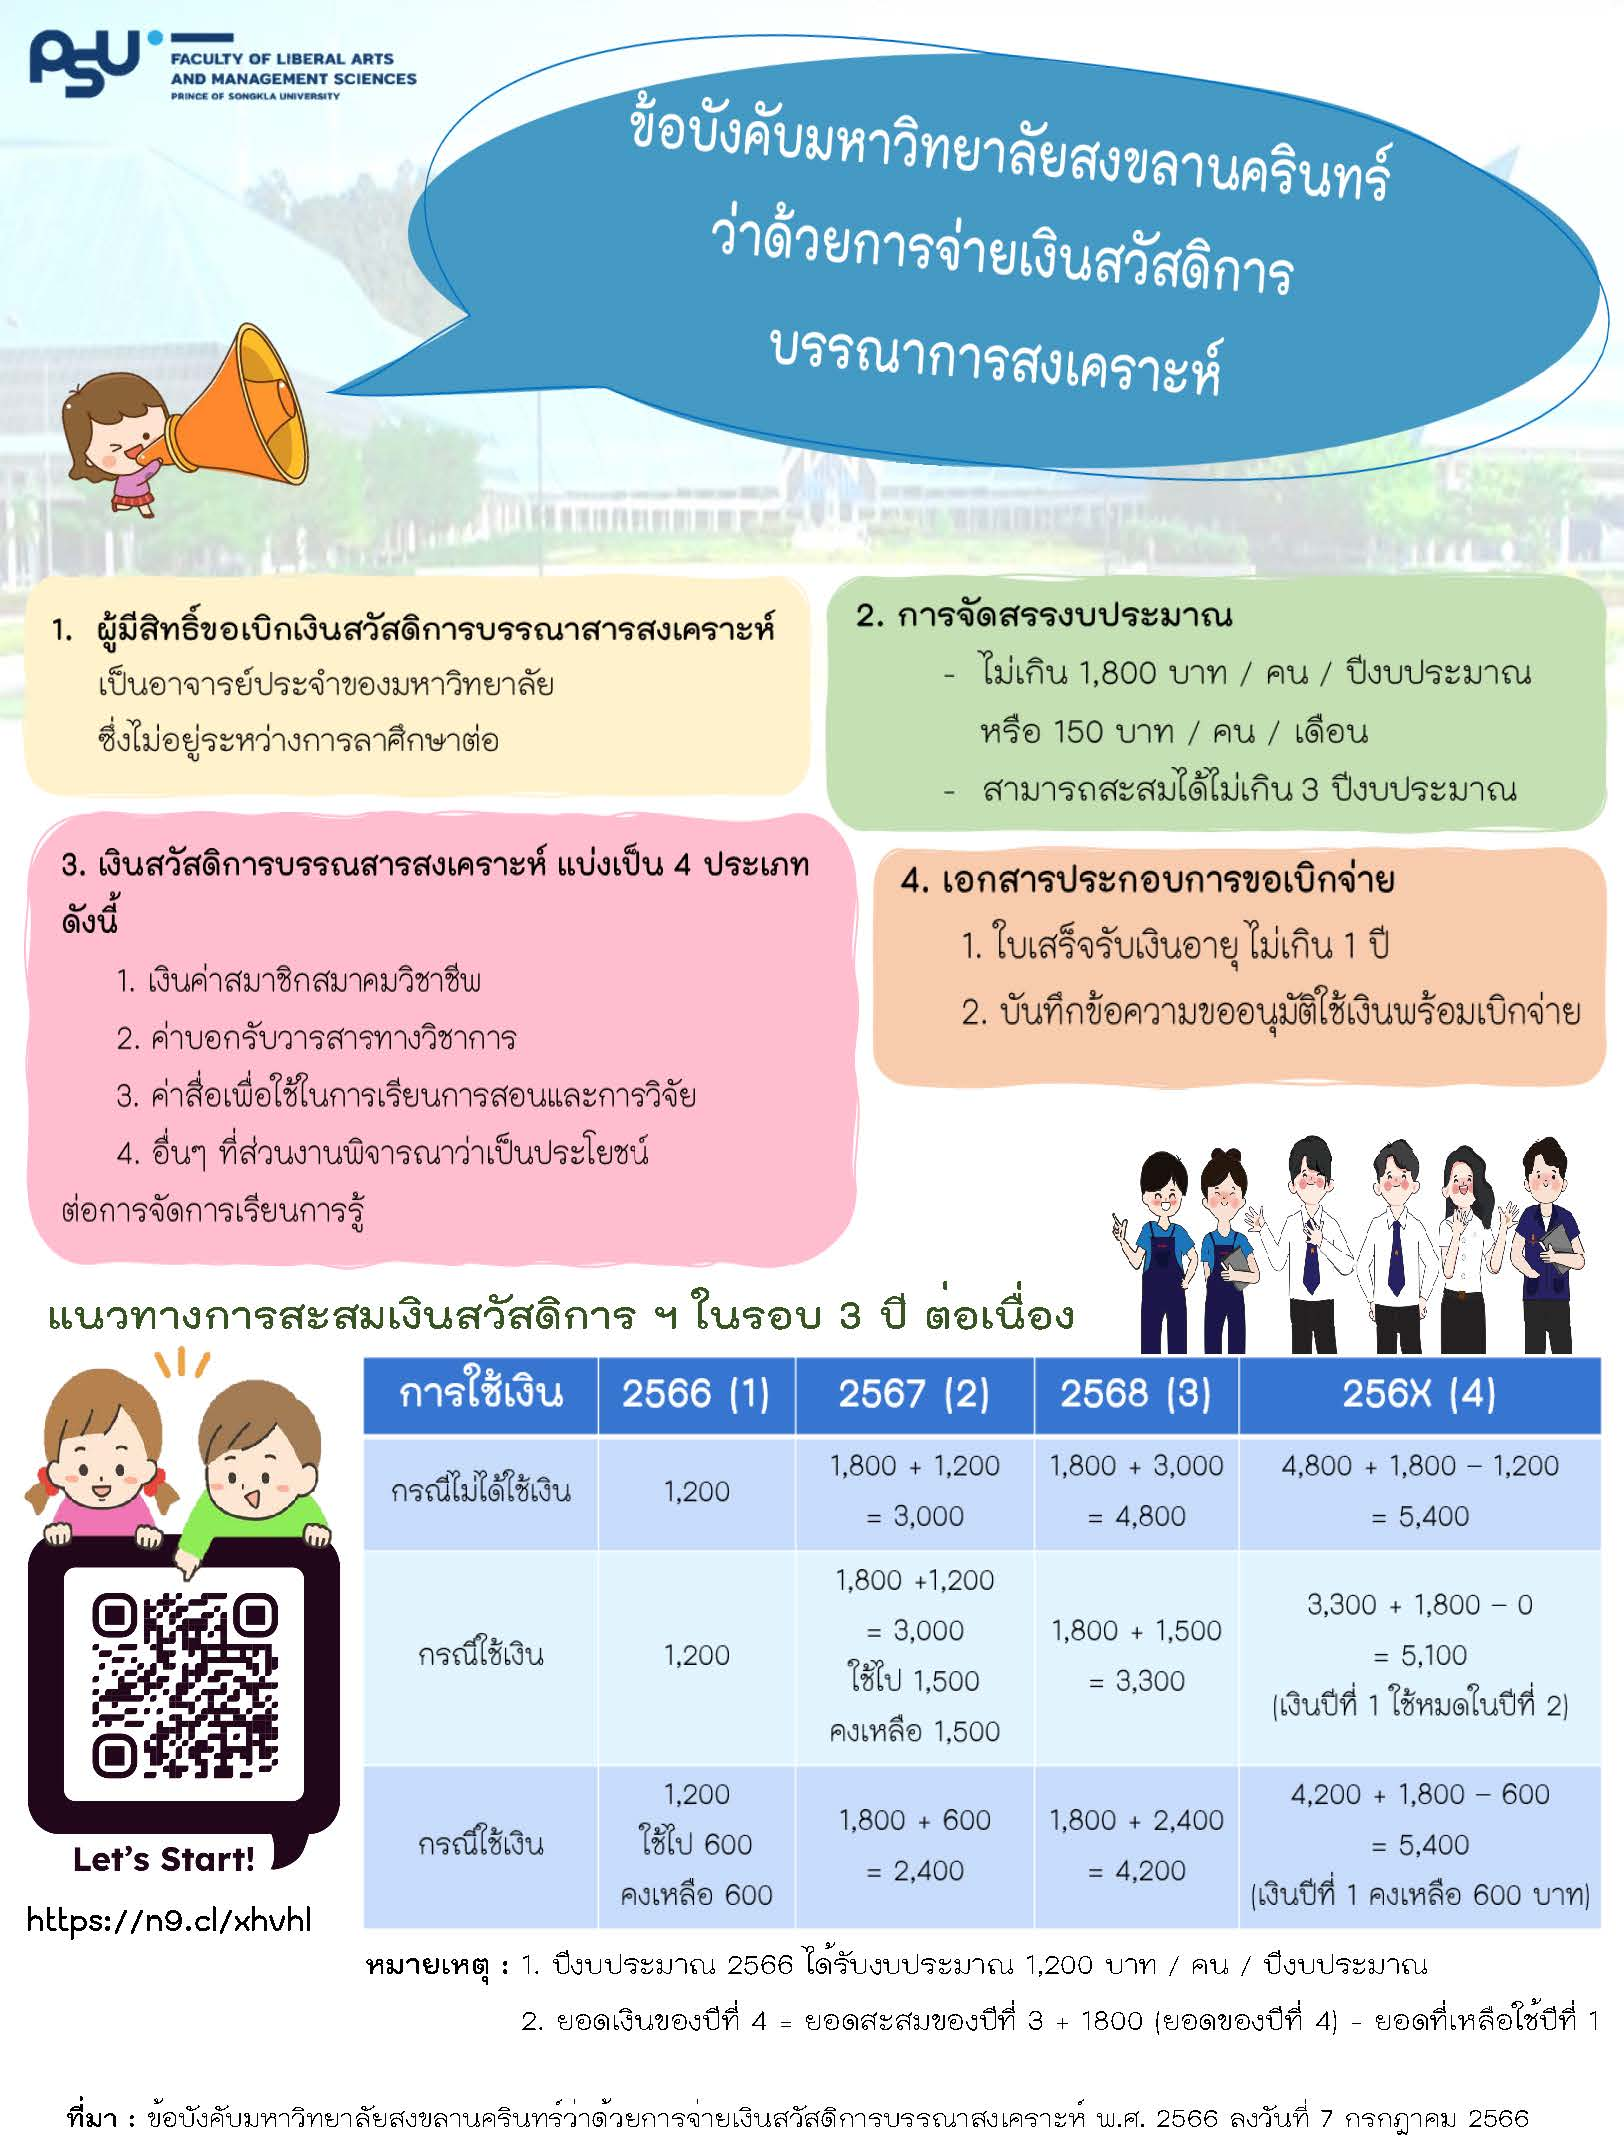 PSU
FACULTY OF LIBERAL ARTS
AND MANAGEMENT SCIENCES
PRINCE OF SONGKLA UNIVERSITY
ข้อบังคับมหาวิทยาลัยสงขลานครินทร์
ว่าด้วยการจ่ายเงินสวัสดิการ
บรรณาการสงเคราะห์
1. ผู้มีสิทธิ์ขอเบิกเงินสวัสดิการบรรณาสารสงเคราะห์
เป็นอาจารย์ประจำของมหาวิทยาลัย
ซึ่งไม่อยู่ระหว่างการลาศึกษาต่อ
2. การจัดสรรงบประมาณ
- ไม่เกิน 1,800 บาท / คน / ปีงบประมาณ
หรือ 150 บาท / คน / เดือน
- สามารถสะสมได้ไม่เกิน 3 ปีงบประมาณ
3. เงินสวัสดิการบรรณสารสงเคราะห์ แบ่งเป็น 4 ประเภท
ดังนี้
1. เงินค่าสมาชิกสมาคมวิชาชีพ
2. ค่าบอกรับวารสารทางวิชาการ
3. ค่าสื่อเพื่อใช้ในการเรียนการสอนและการวิจัย
4. อื่นๆ ที่ส่วนงานพิจารณาว่าเป็นประโยชน์
ต่อการจัดการเรียนการรู้
4. เอกสารประกอบการขอเบิกจ่าย
1. ใบเสร็จรับเงินอายุ ไม่เกิน 1 ปี
2. บันทึกข้อความขออนุมัติใช้เงินพร้อมเบิกจ่าย
แนวทางการสะสมเงินสวัสดิการ ฯ ในรอบ 3 ปี ต่อเนื่อง
การใช้เงิน 2566 (1) 2567 (2) 2568 (3) 256X (4)
กรณีไม่ได้ใช้เงิน 1,200 1,800 + 1,200 1,800 + 3,000 4,800 + 1,800 – 1,200
= 3,000 = 4,800 = 5,400
กรณีใช้เงิน 1,200 1,800 +1,200
= 3,000
ใช้ไป 1,500
คงเหลือ 1,500
1,800 + 1,500
= 3,300
3,300 + 1,800 – 0
= 5,100
(เงินปีที่ 1 ใช้หมดในปีที่ 2)
กรณีใช้เงิน 1,200
ใช้ไป 600
คงเหลือ 600
1,800 + 600
= 2,400
1,800 + 2,400
= 4,200
4,200 + 1,800 – 600
= 5,400
(เงินปีที่ 1 คงเหลือ 600 บาท)
Let's Start!
https://n9.cl/xhvhl
หมายเหตุ : 1. ปีงบประมาณ 2566 ได้รับงบประมาณ 1,200 บาท / คน / ปีงบประมาณ
2. ยอดเงินของปีที่ 4 = ยอดสะสมของปีที่ 3 + 1800 (ยอดของปีที่ 4) - ยอดที่เหลือใช้ปีที่ 1
ที่มา : ข้อบังคับมหาวิทยาลัยสงขลานครินทร์ว่าด้วยการจ่ายเงินสวัสดิการบรรณาสงเคราะห์ พ.ศ. 2566 ลงวันที่ 7 กรกฎาคม 2566